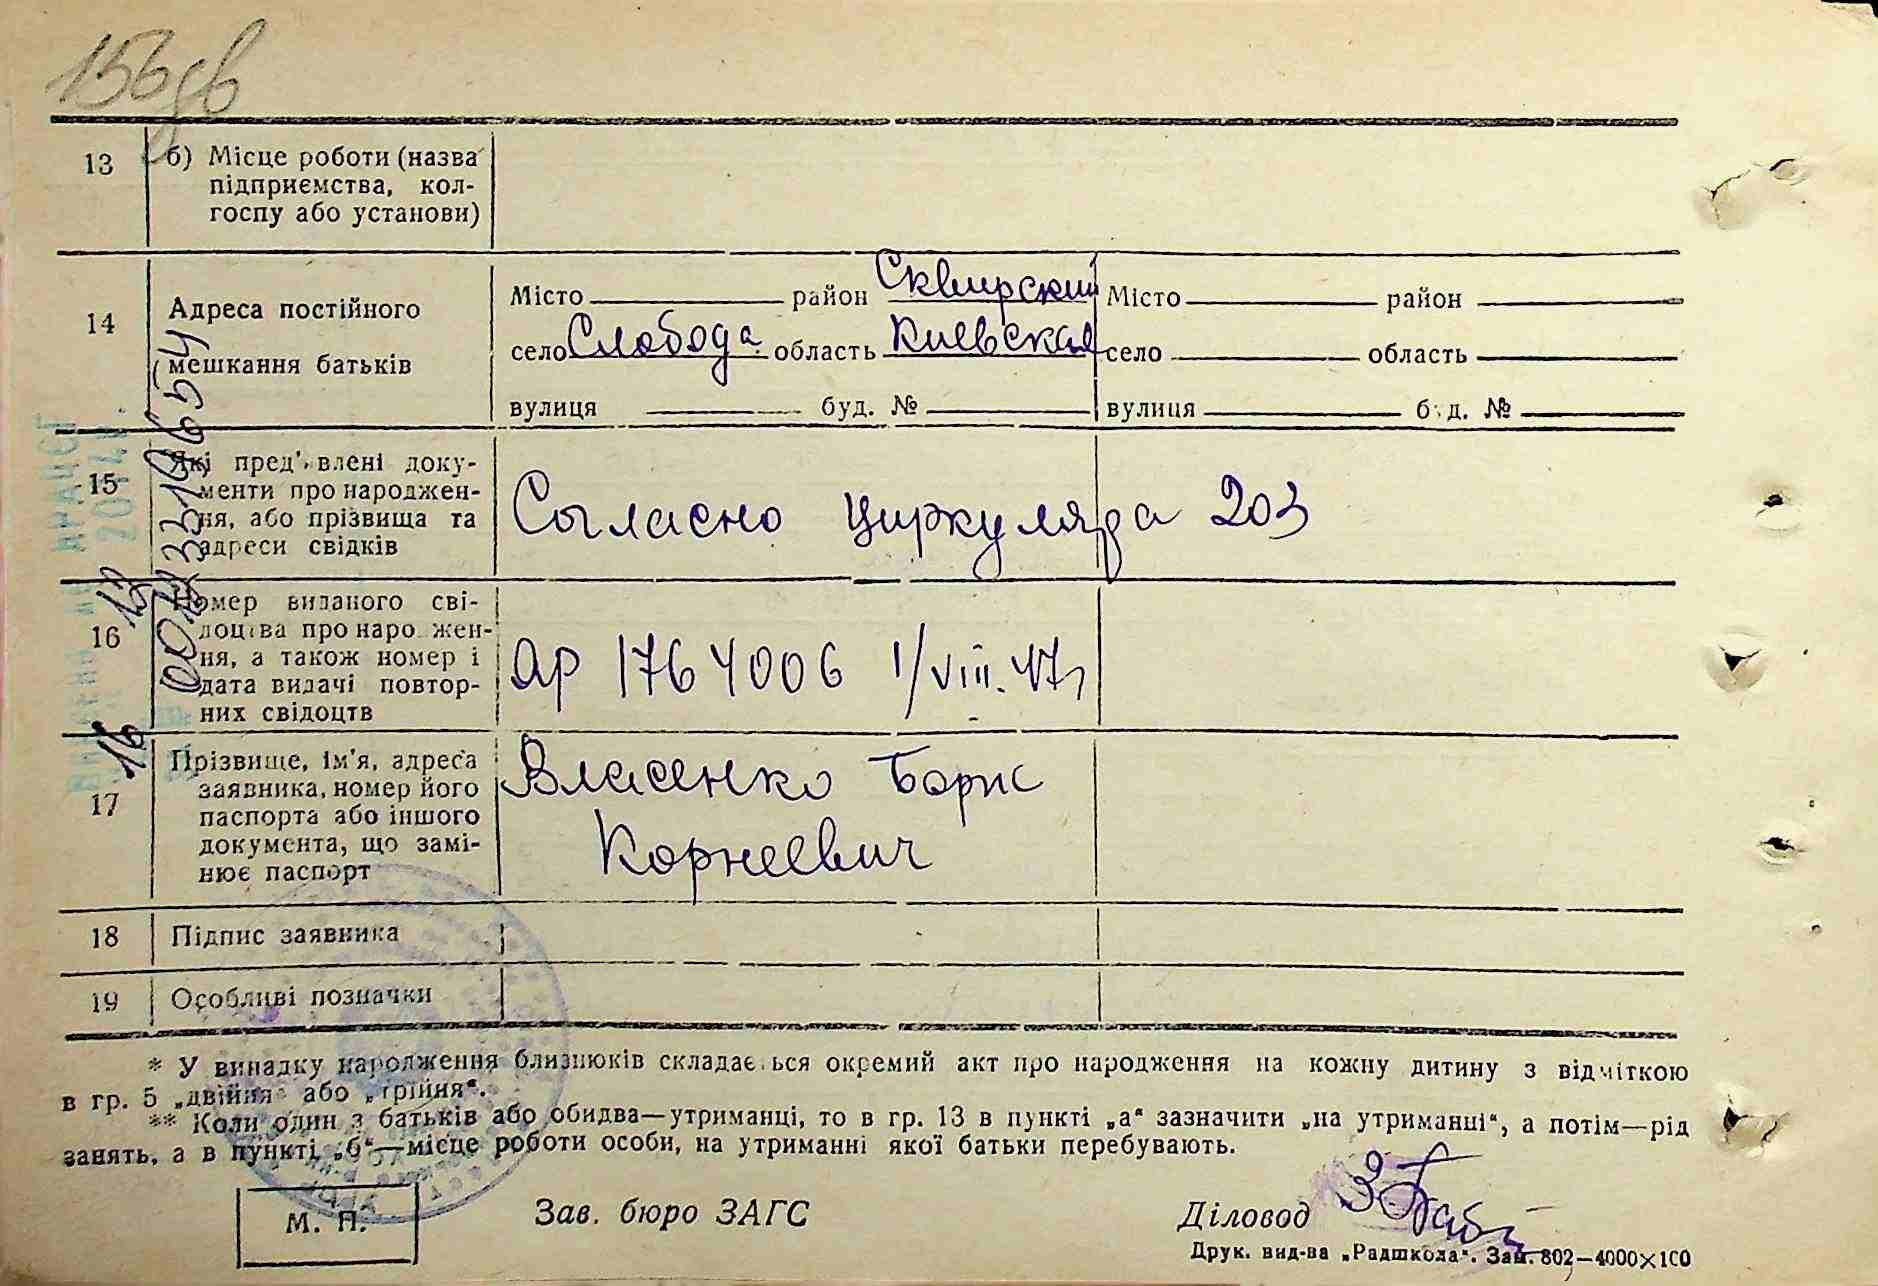 156
13 б) Місце роботи (назва
підприємства, кол-
госпу або установи)
14 Адреса постійного
мешкання батьків
Місто район Сквирский Місто район
село Слобода область Киевская село область
вулиця буд. № вулиця буд. №
15 Які пред'явлені доку-
менти про народжен-
ня, або прізвища та
адреси свідків
Согласно циркуляра 203
16 Номер виданого сві-
доцтва про народжен-
ня, а також номер і
дата видачі повтор-
них свідоцтв
ЯР 1764006 1/VIII.47г
17 Прізвище, ім'я, адреса
заявника, номер його
паспорта або іншого
документа, що замі-
нює паспорт
Власенко Борис
Корнеевич
18 Підпис заявника
19 Особливі позначки
* У випадку народження близнюків складається окремий акт про народження на кожну дитину з відміткою
в гр. 5 „двійня“ або „трійня“.
** Коли один з батьків або обидва—утриманці, то в гр. 13 в пункті „а“ зазначити „на утриманні“, а потім—рід
занять, а в пункті „б“—місце роботи особи, на утриманні якої батьки перебувають.
М. П. Зав. бюро ЗАГС Діловод
Друк. вид-ва „Радшкола“. Зам. 802—4000×100